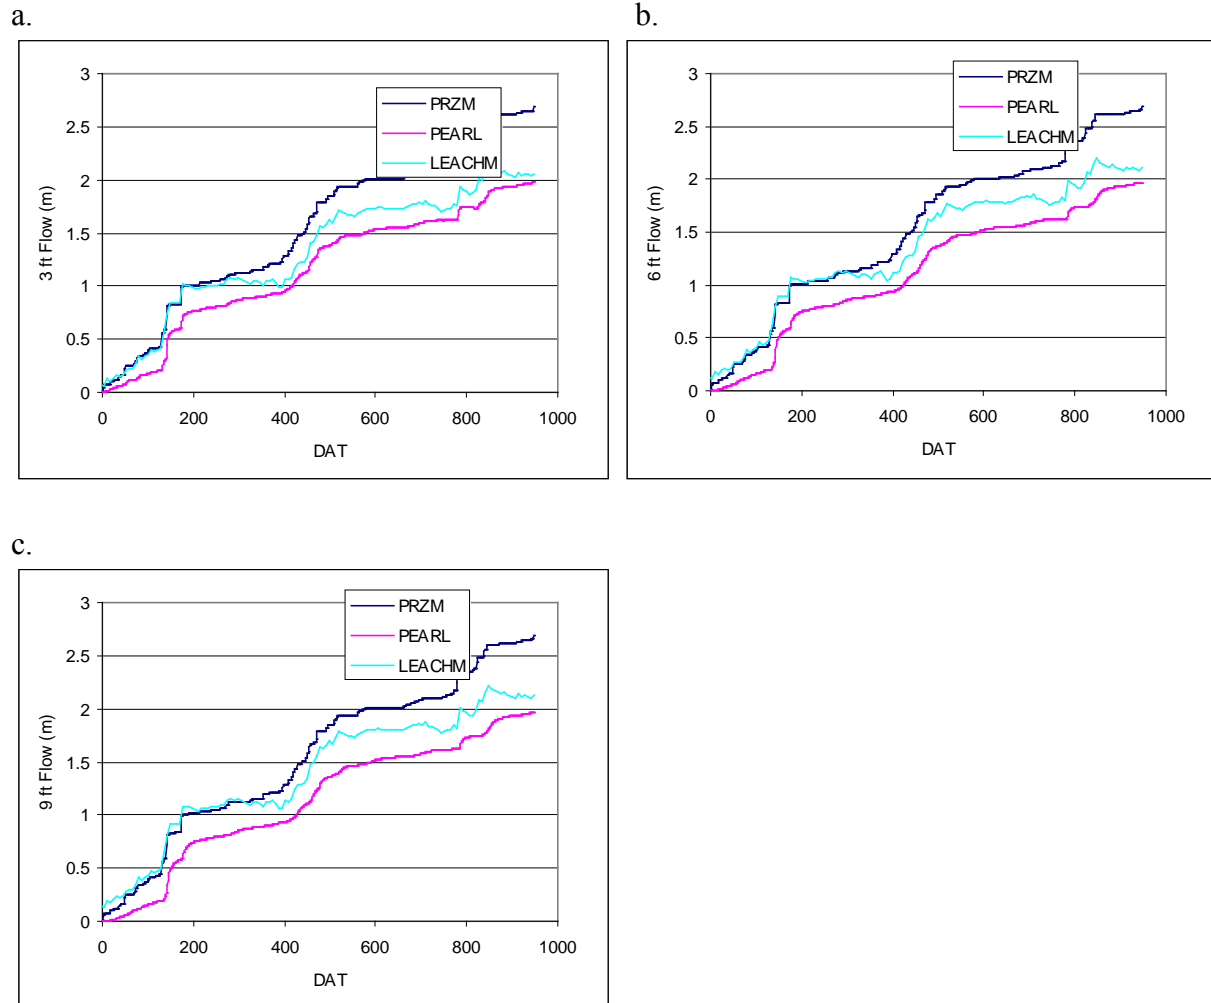 a.
3
2.5
2
1.5
1
0.5
0
3 ft Flow (m)
PRZM
PEARL
LEACHM
0 200 400 600 800 1000
DAT
b.
3
2.5
2
1.5
1
0.5
0
6 ft Flow (m)
PRZM
PEARL
LEACHM
0 200 400 600 800 1000
DAT
c.
3
2.5
2
1.5
1
0.5
0
9 ft Flow (m)
PRZM
PEARL
LEACHM
0 200 400 600 800 1000
DAT